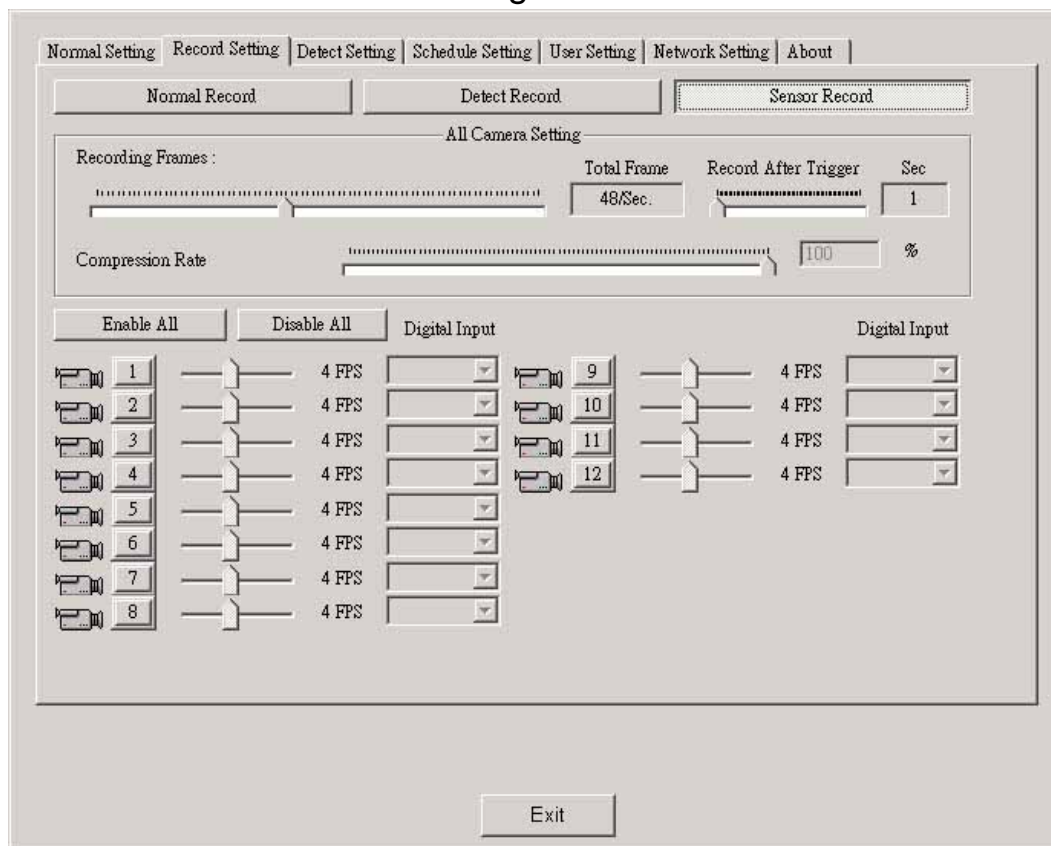 Normal Setting Record Setting Detect Setting Schedule Setting User Setting Network Setting About
Normal Record Detect Record Sensor Record
All Camera Setting
Recording Frames : Total Frame Record After Trigger Sec
48/Sec. 1
Compression Rate 100 %
Enable All Disable All Digital Input Digital Input
1 4 FPS 9 4 FPS
2 4 FPS 10 4 FPS
3 4 FPS 11 4 FPS
4 4 FPS 12 4 FPS
5 4 FPS
6 4 FPS
7 4 FPS
8 4 FPS
Exit